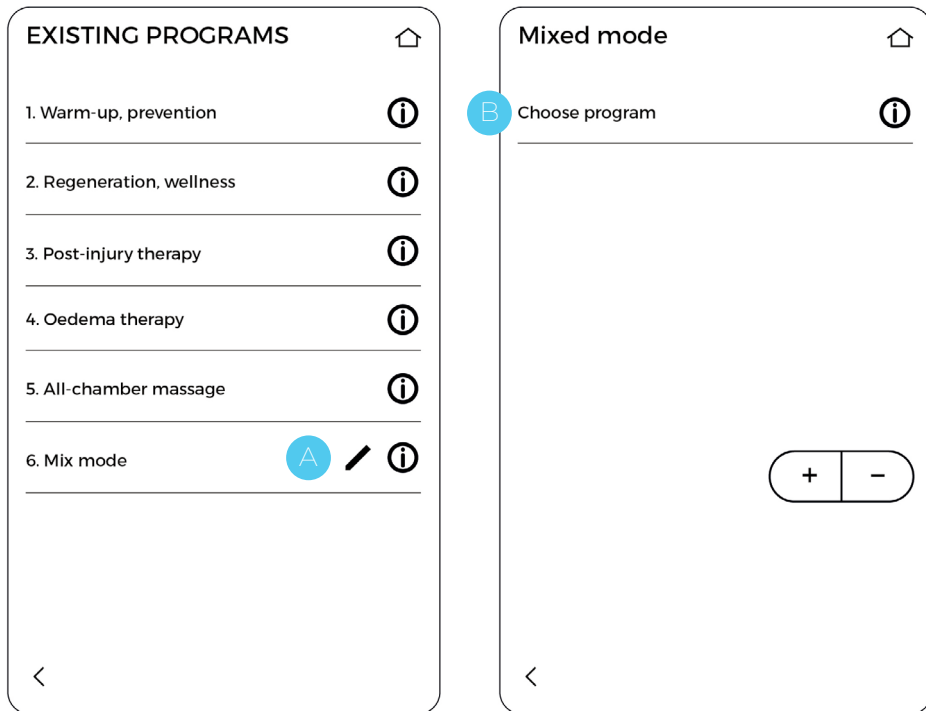 EXISTING PROGRAMS
1. Warm-up, prevention
2. Regeneration, wellness
3. Post-injury therapy
4. Oedema therapy
5. All-chamber massage
6. Mix mode
A
Mixed mode
B
Choose program
+ −